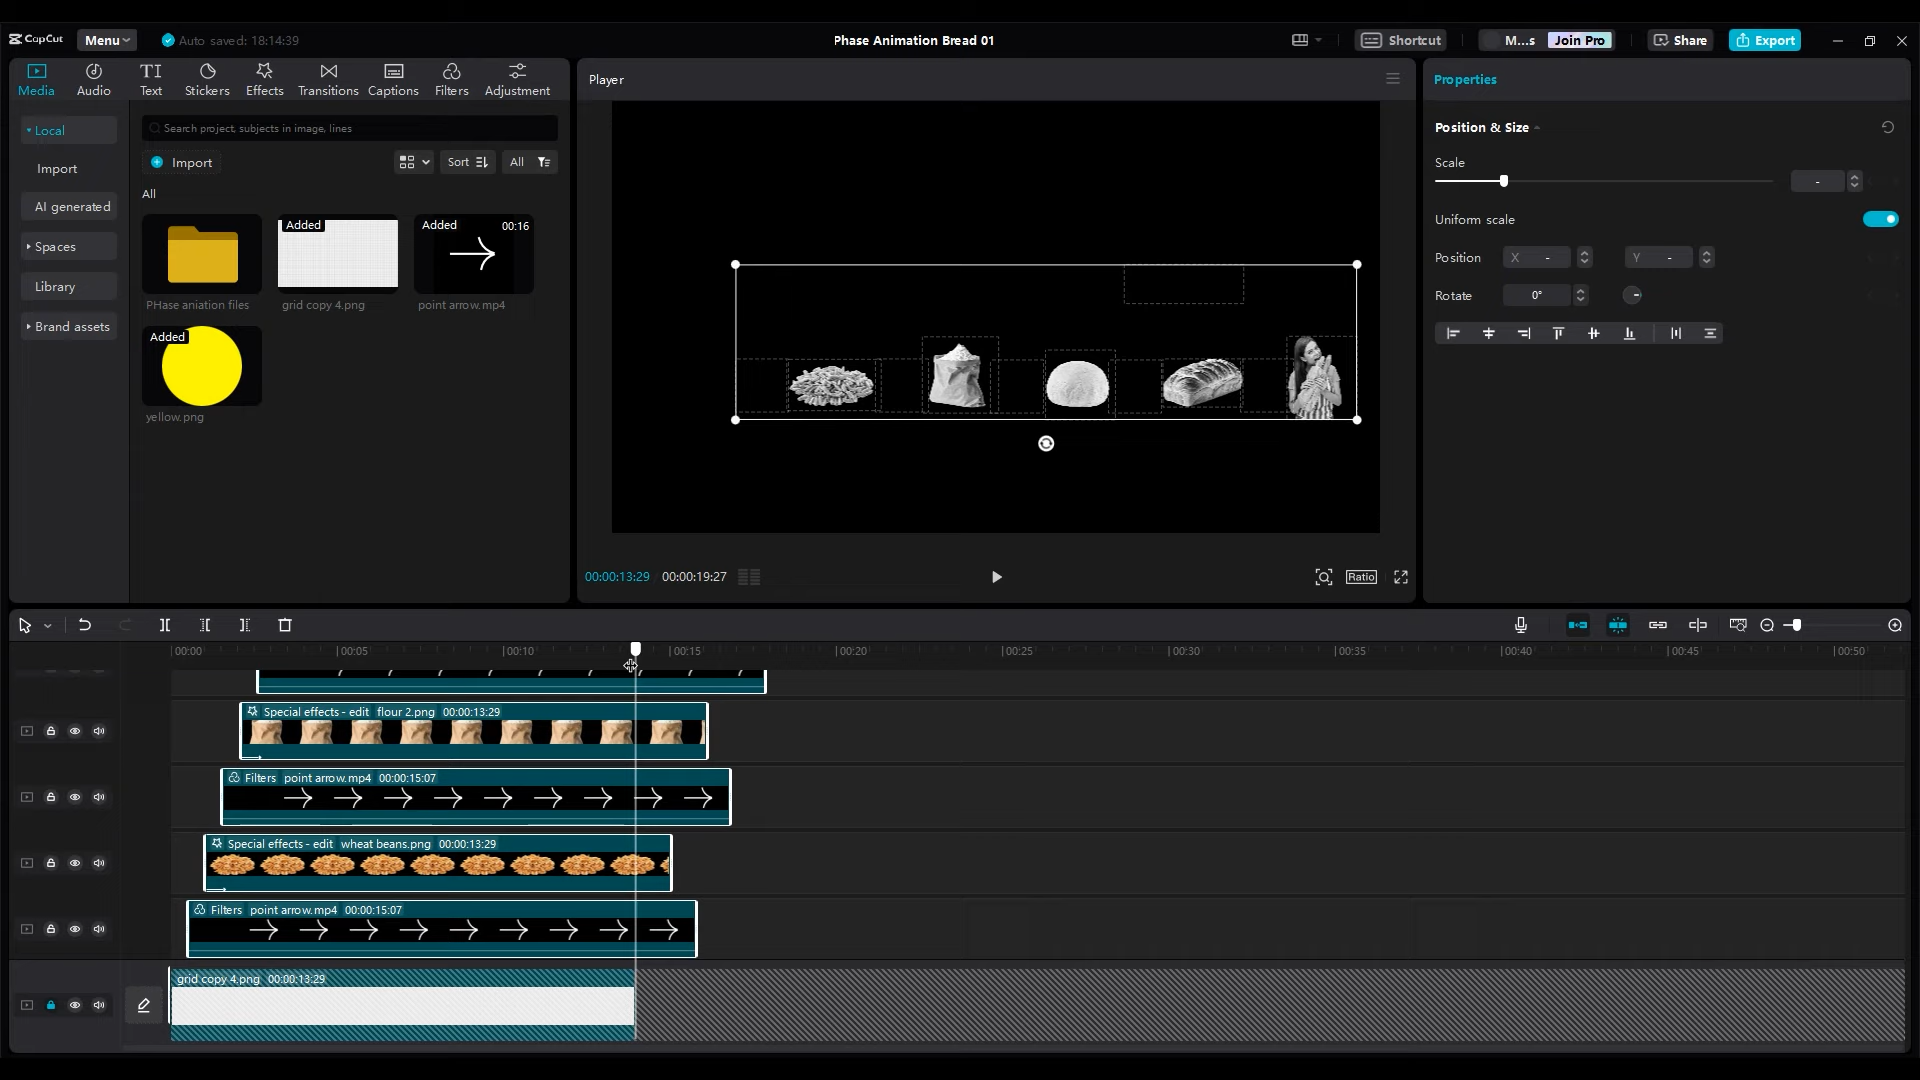 CapCut
Menu
Auto saved: 18:14:39
Phase Animation Bread 01
Shortcut
M...s
Join Pro
Share
Export
Media
Audio
TI
Text
Stickers
Effects
Transitions
Captions
Filters
Adjustment
Local
Import
AI generated
Spaces
Library
Brand assets
Search project, subjects in image, lines
Import
Sort
All
All
PHase aniation files
Added
grid copy 4.png
Added
00:16
point arrow.mp4
Added
yellow.png
Player
00:00:13:29
00:00:19:27
Ratio
Properties
Position & Size
Scale
-
Uniform scale
Position
X -
Y -
Rotate
0°
00:00
00:05
00:10
00:15
00:20
00:25
00:30
00:35
00:40
00:45
00:50
Special effects - edit flour 2.png 00:00:13:29
Filters point arrow.mp4 00:00:15:07
Special effects - edit wheat beans.png 00:00:13:29
Filters point arrow.mp4 00:00:15:07
grid copy 4.png 00:00:13:29